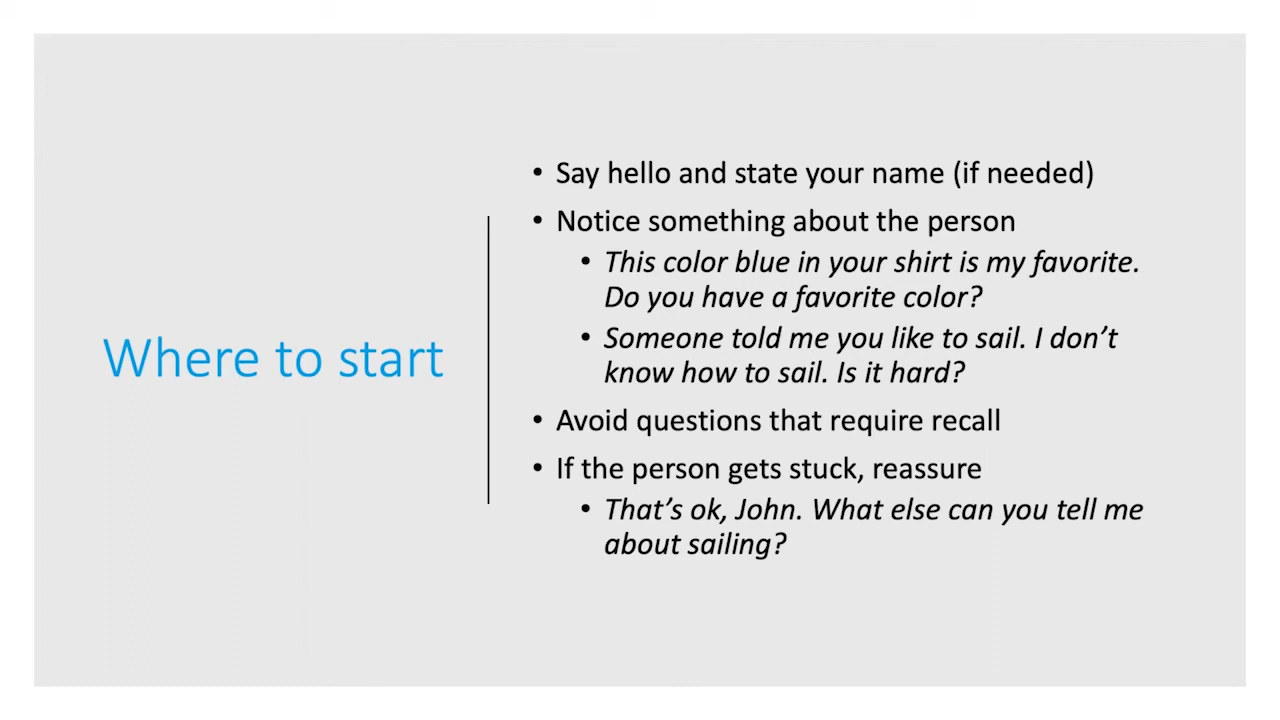 Where to start
• Say hello and state your name (if needed)
• Notice something about the person
• This color blue in your shirt is my favorite.
Do you have a favorite color?
• Someone told me you like to sail. I don’t
know how to sail. Is it hard?
• Avoid questions that require recall
• If the person gets stuck, reassure
• That’s ok, John. What else can you tell me
about sailing?